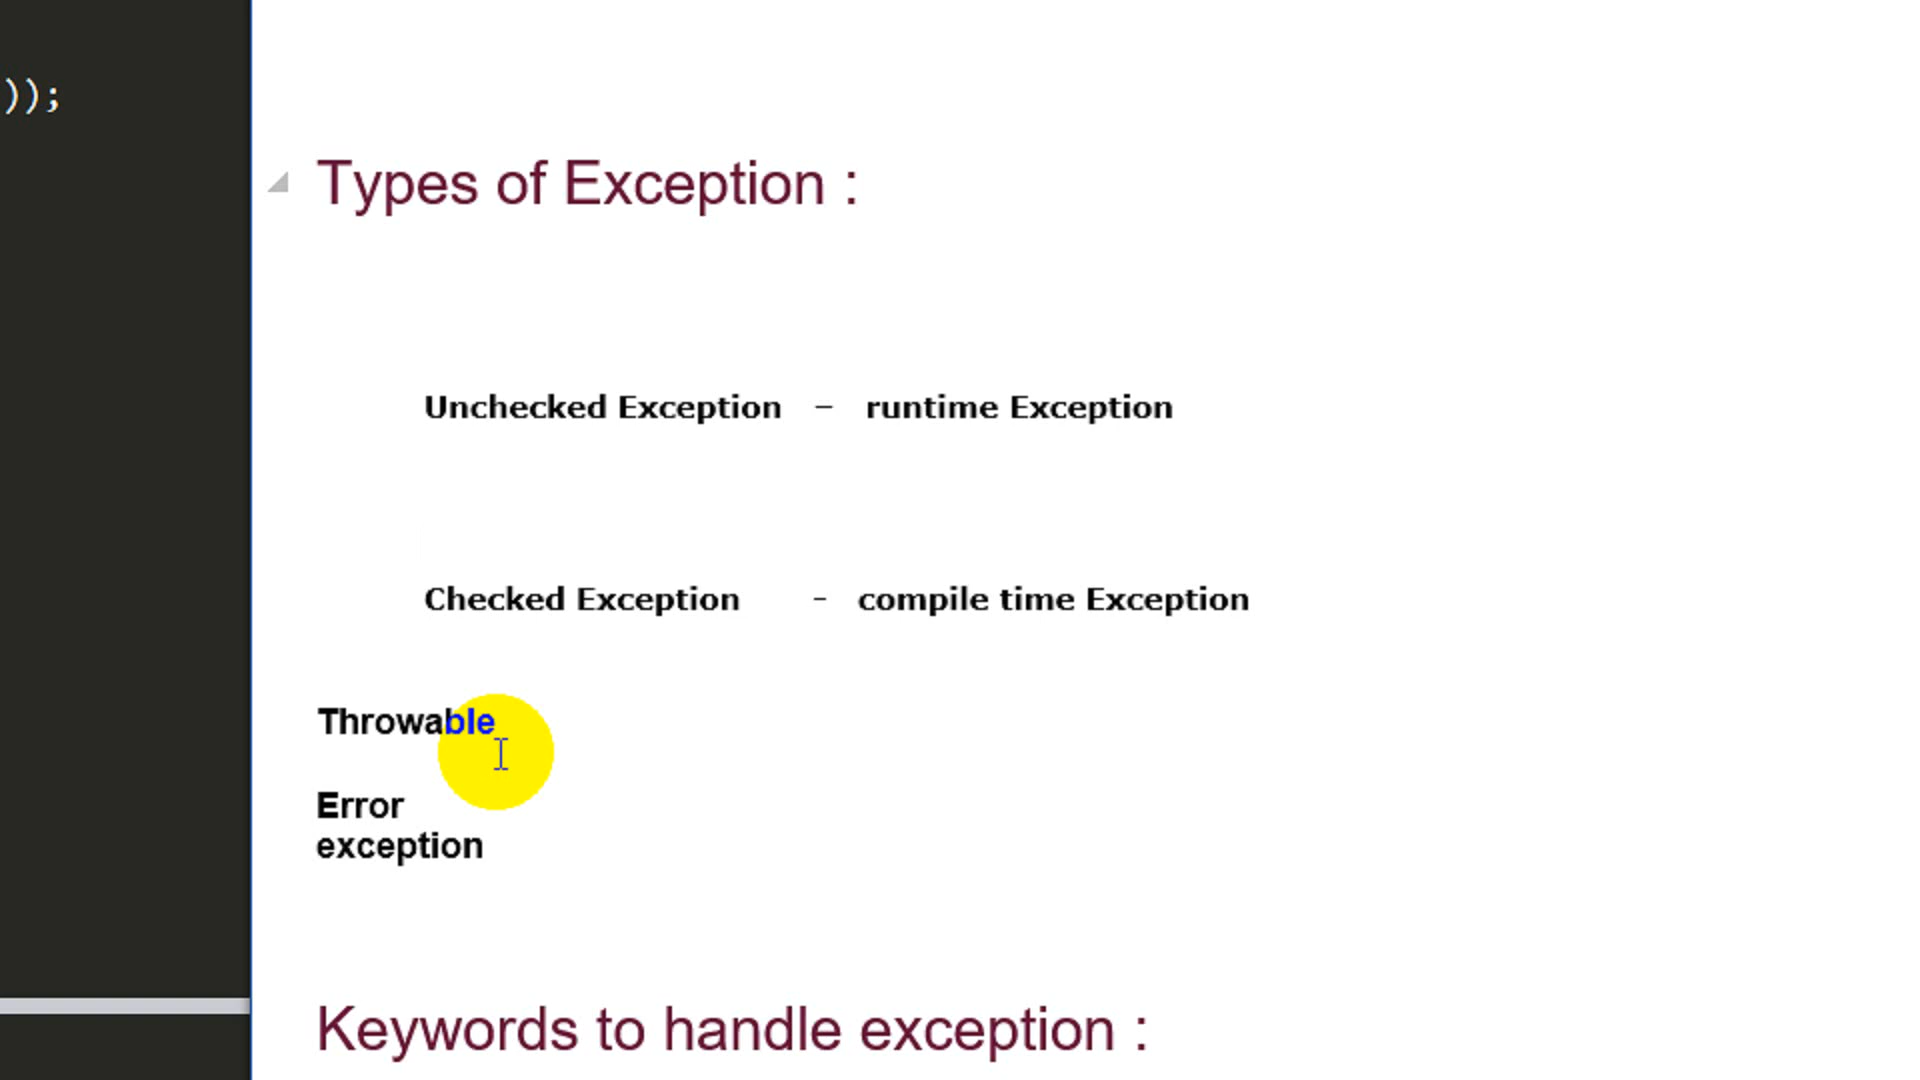 ));
Types of Exception :
Unchecked Exception – runtime Exception
Checked Exception - compile time Exception
Throwable
Error
exception
Keywords to handle exception :